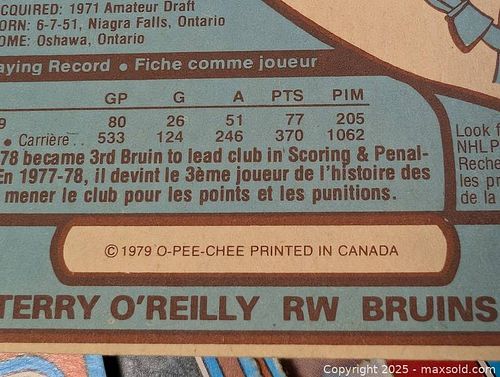 CQUIRED: 1971 Amateur Draft
ORN: 6-7-51, Niagra Falls, Ontario
OME: Oshawa, Ontario
aying Record • Fiche comme joueur
GP G A PTS PIM
9 80 26 51 77 205
• Carrière.. 533 124 246 370 1062
78 became 3rd Bruin to lead club in Scoring & Penal-
En 1977-78, il devint le 3ème joueur de l'histoire des
mener le club pour les points et les punitions.
Look f
NHL P
Reche
les pr
de la
© 1979 O-PEE-CHEE PRINTED IN CANADA
TERRY O'REILLY RW BRUINS
Copyright 2025 - maxsold.com